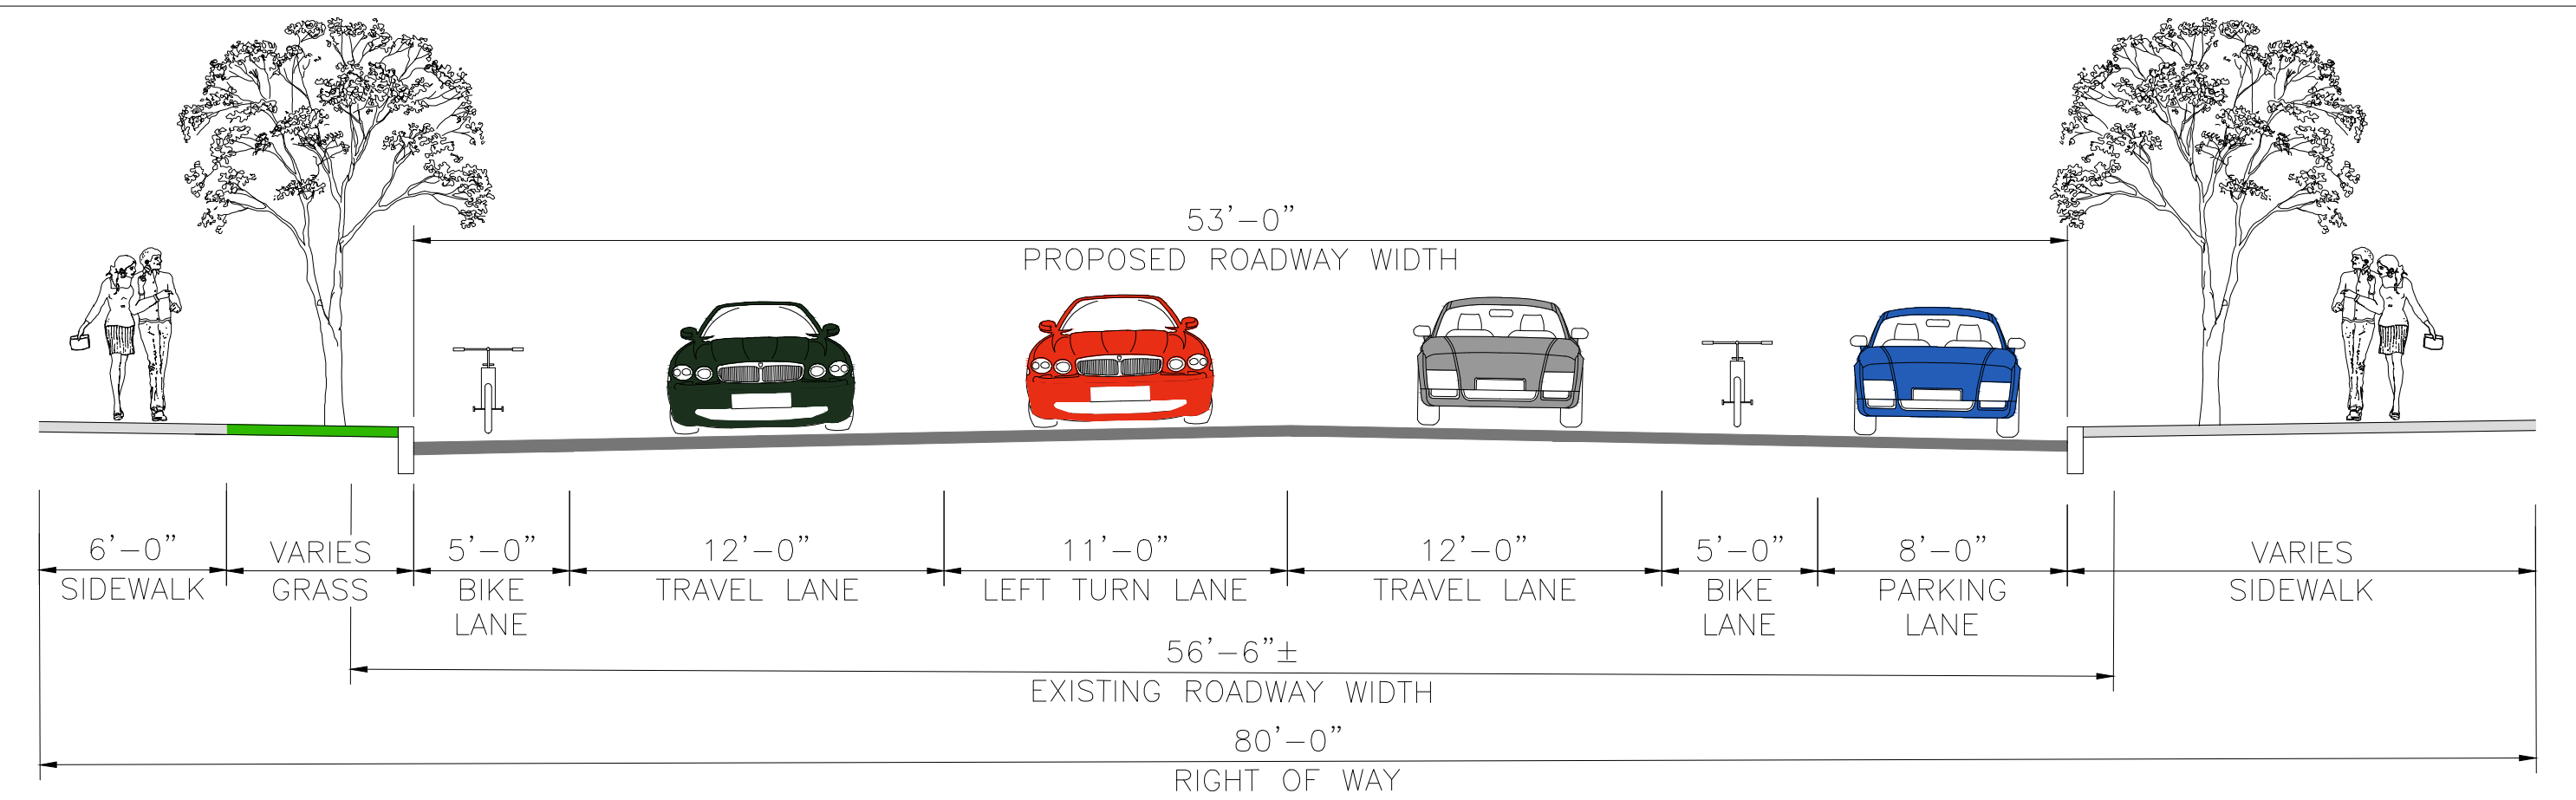 53'-0"
PROPOSED ROADWAY WIDTH
6'-0"
SIDEWALK
VARIES
GRASS
5'-0"
BIKE
LANE
12'-0"
TRAVEL LANE
11'-0"
LEFT TURN LANE
12'-0"
TRAVEL LANE
5'-0"
BIKE
LANE
8'-0"
PARKING
LANE
VARIES
SIDEWALK
56'-6"±
EXISTING ROADWAY WIDTH
80'-0"
RIGHT OF WAY